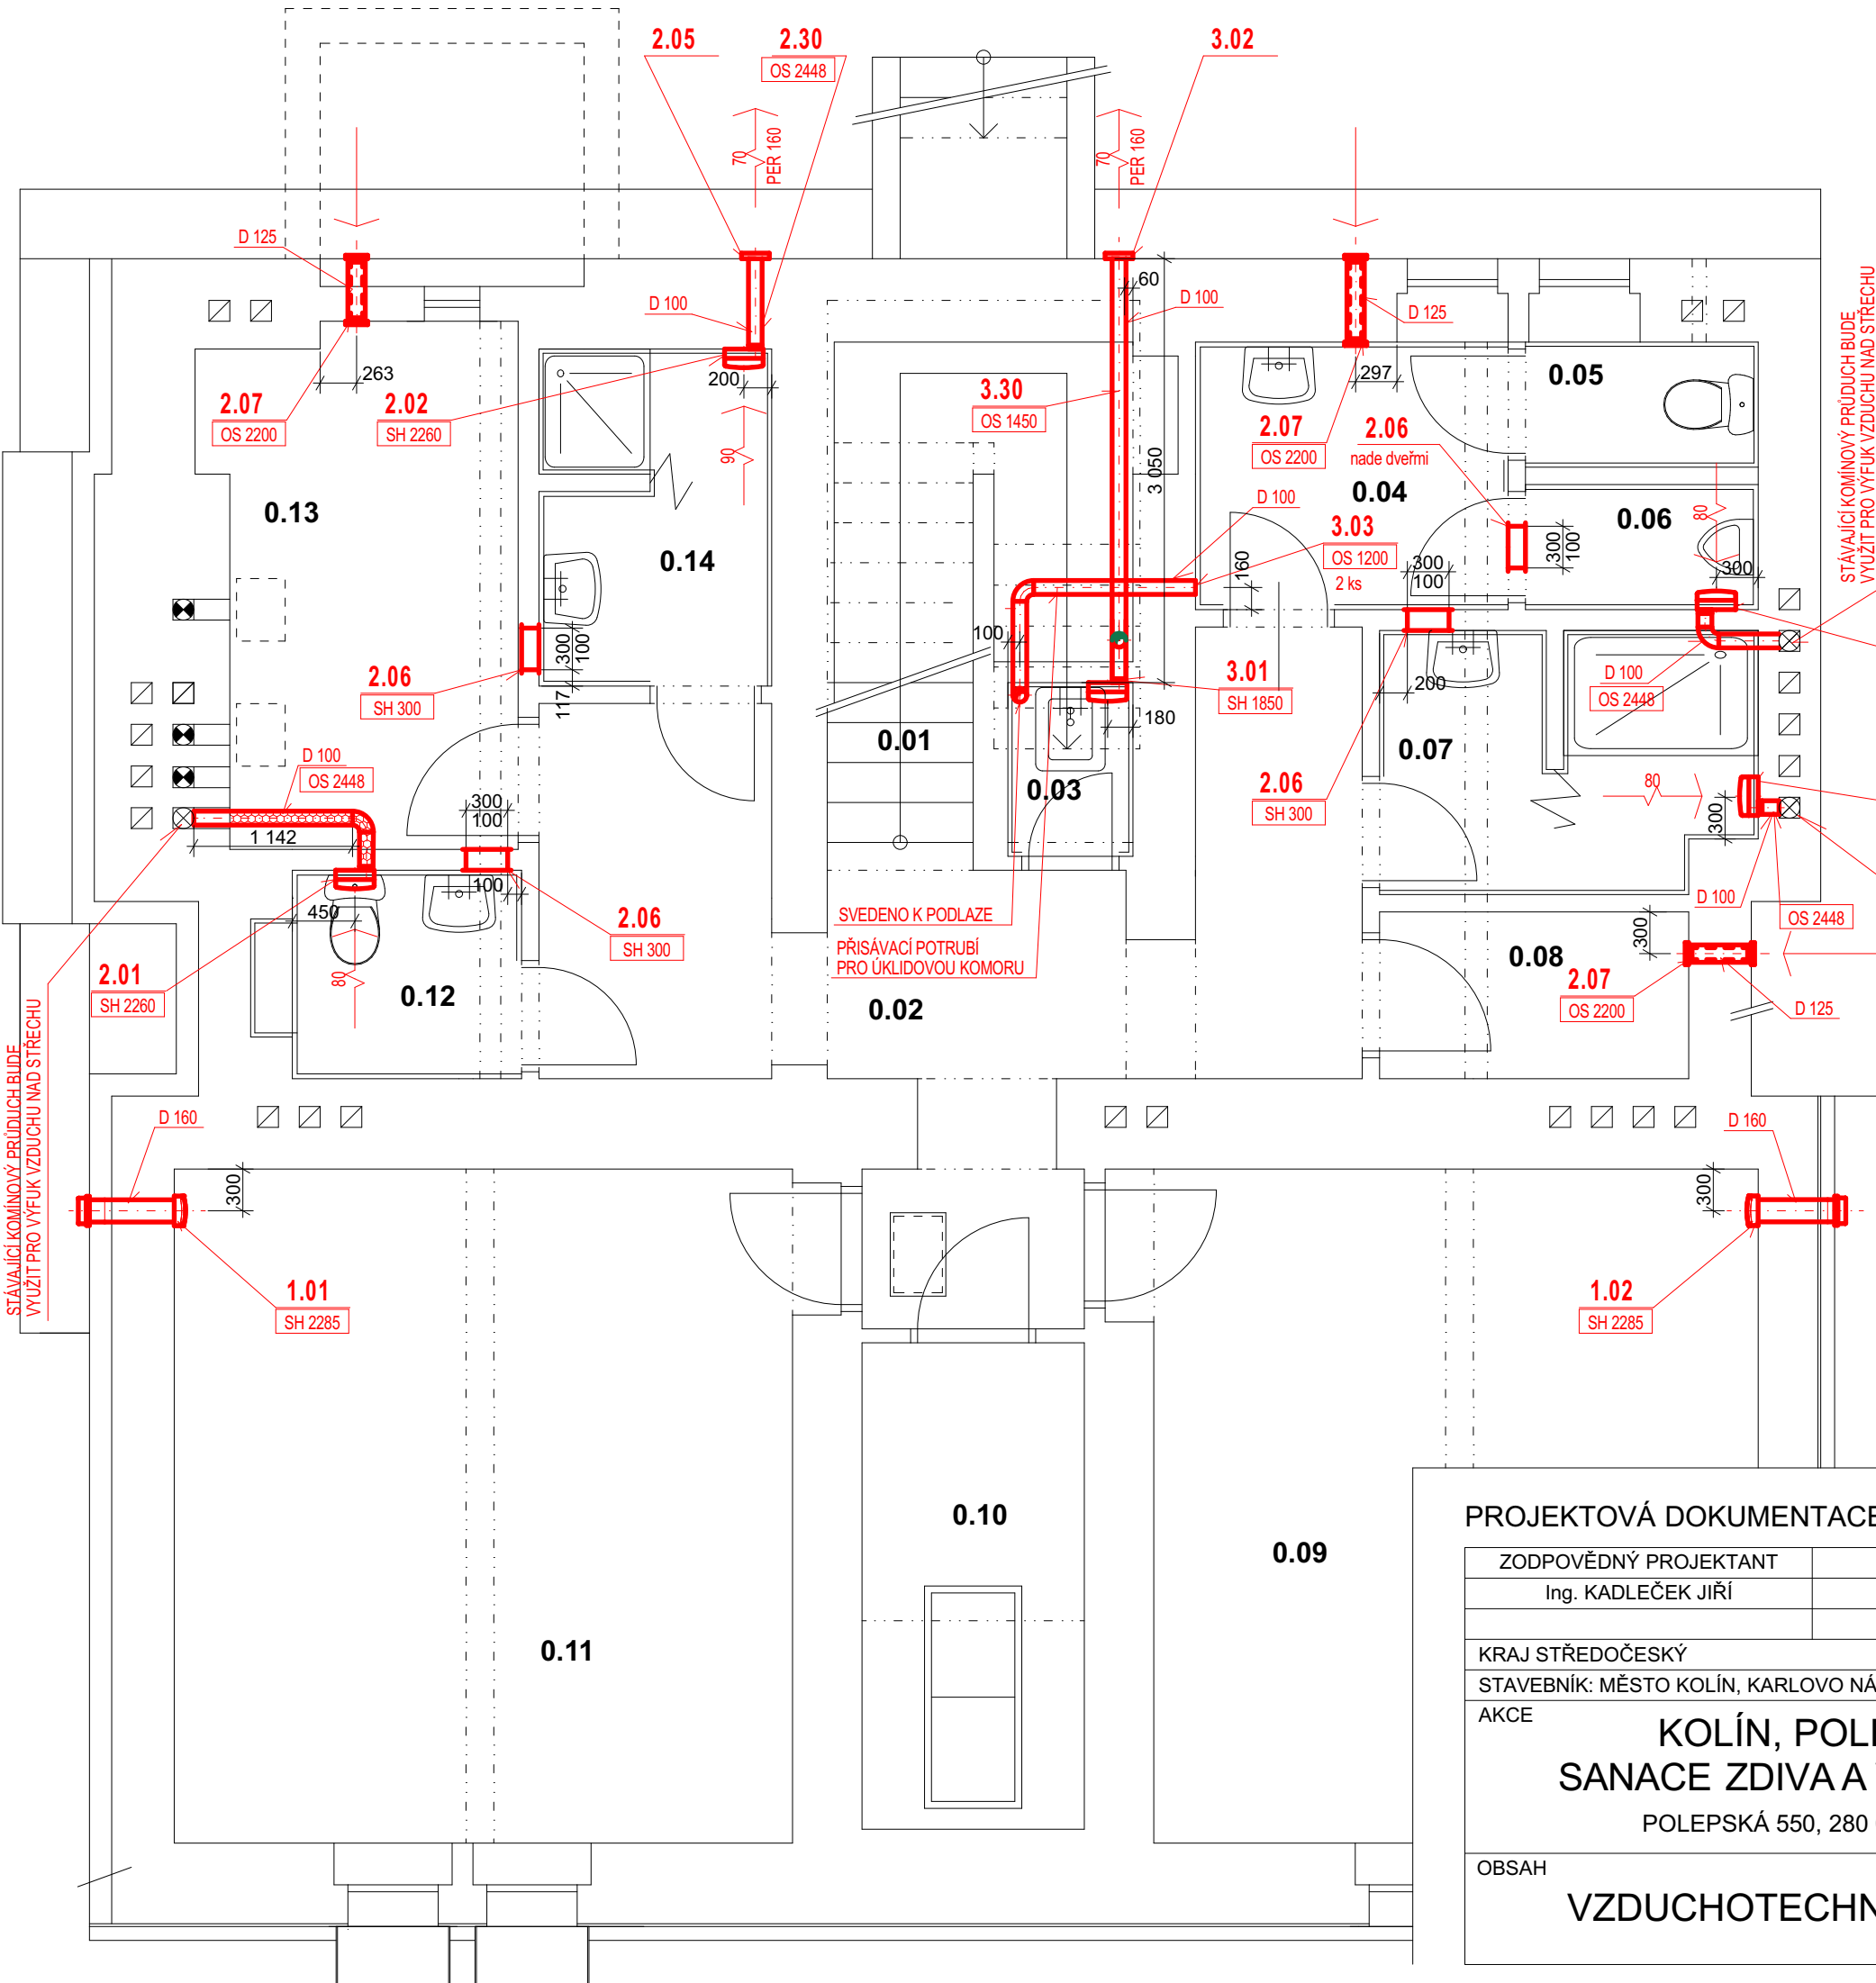 2.05
2.30
OS 2448
3.02
70
PER 160
70
PER 160
D 125
D 100
60
D 100
D 125
STÁVAJÍCÍ KOMÍNOVÝ PRŮDUCH BUDE
VYUŽIT PRO VÝFUK VZDUCHU NAD STŘECHU
263
200
297
0.05
2.07
OS 2200
2.02
SH 2260
3.30
OS 1450
2.07
OS 2200
2.06
nade dveřmi
90
3 050
0.04
0.13
D 100
0.06
80
3.03
OS 1200
2 ks
300
100
0.14
160
300
100
300
100
300
100
2.06
SH 300
117
3.01
SH 1850
200
D 100
OS 2448
180
0.01
0.07
D 100
OS 2448
0.03
2.06
SH 300
80
300
300
100
1 142
100
450
2.06
SH 300
SVEDENO K PODLAZE
PŘISÁVACÍ POTRUBÍ
PRO ÚKLIDOVOU KOMORU
D 100
OS 2448
300
0.08
2.07
OS 2200
D 125
2.01
SH 2260
80
0.12
0.02
STÁVAJÍCÍ KOMÍNOVÝ PRŮDUCH BUDE
VYUŽIT PRO VÝFUK VZDUCHU NAD STŘECHU
D 160
300
D 160
300
1.01
SH 2285
1.02
SH 2285
0.10
0.09
0.11
PROJEKTOVÁ DOKUMENTACE
ZODPOVĚDNÝ PROJEKTANT
Ing. KADLEČEK JIŘÍ
KRAJ STŘEDOČESKÝ
STAVEBNÍK: MĚSTO KOLÍN, KARLOVO NÁ
AKCE
KOLÍN, POL
SANACE ZDIVA A
POLEPSKÁ 550, 280
OBSAH
VZDUCHOTECHN